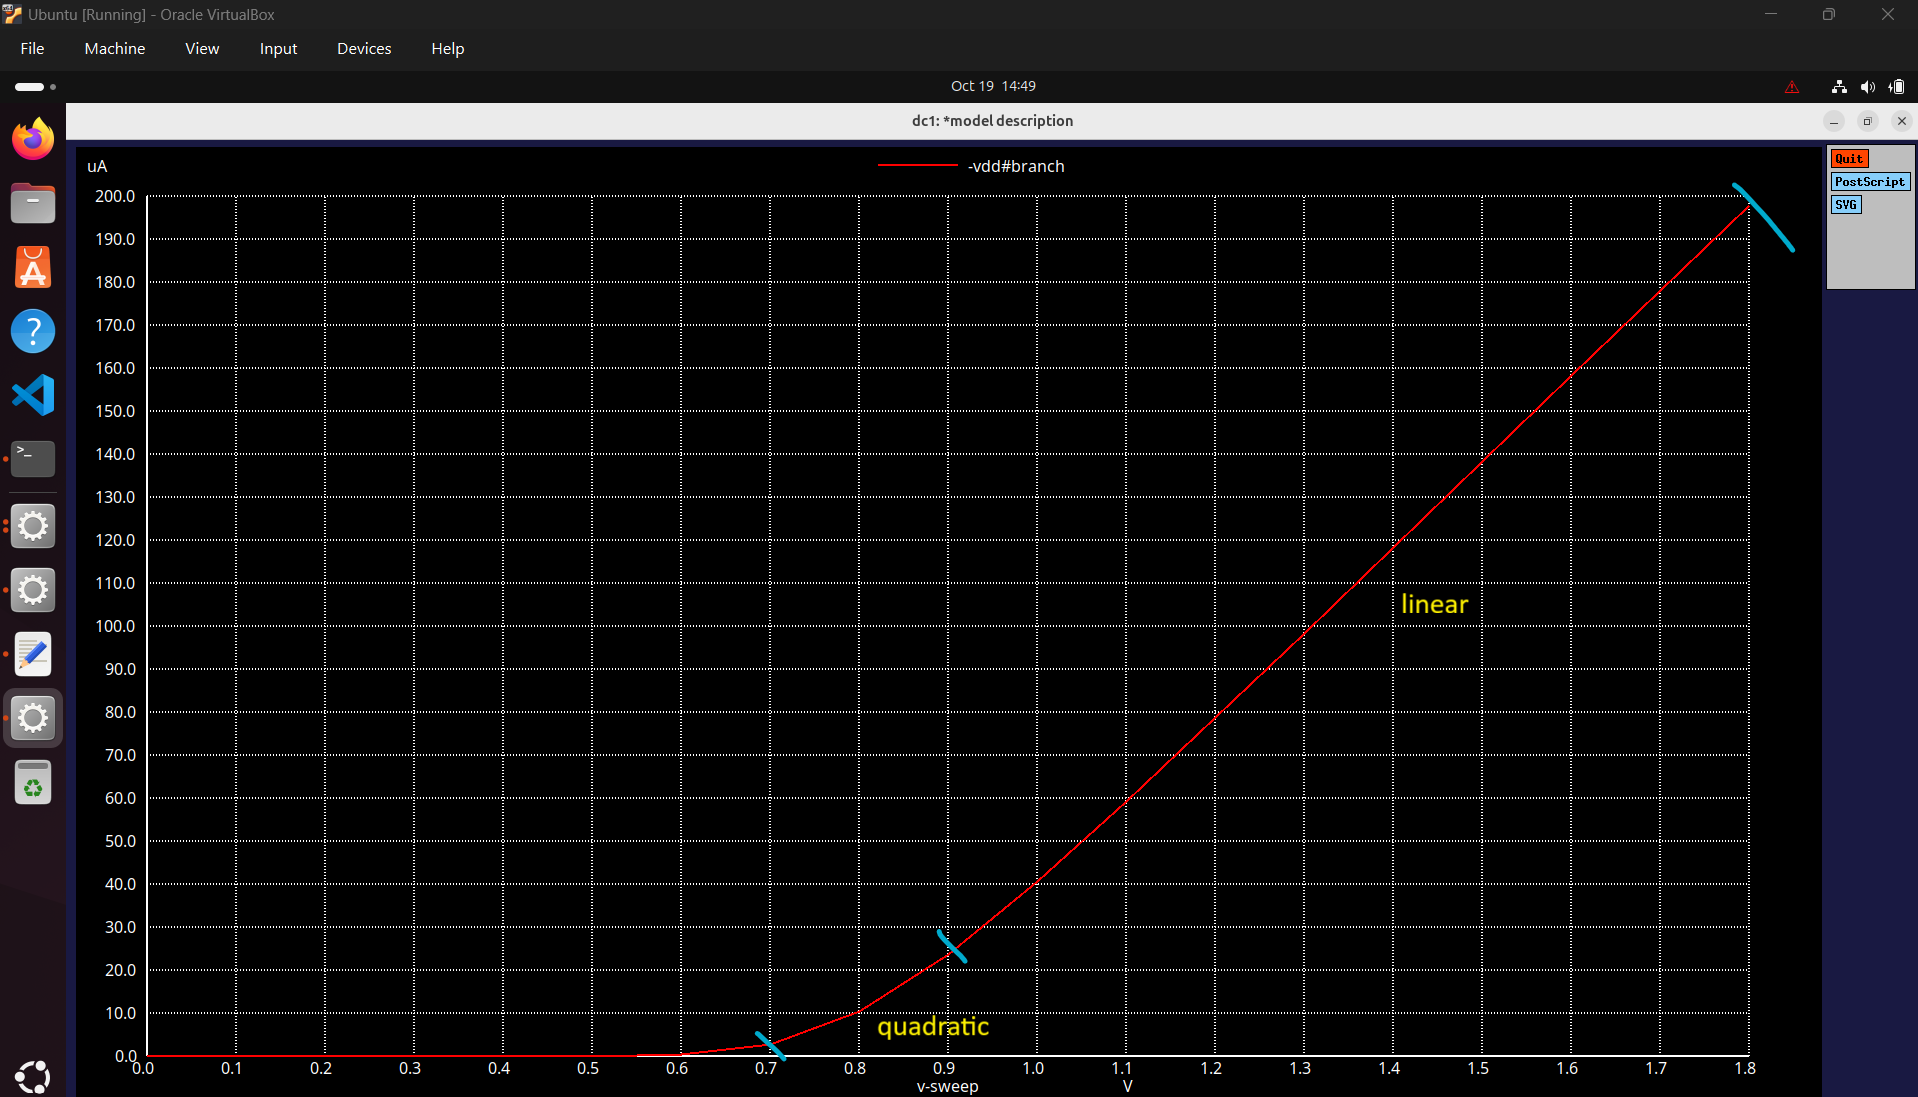 Ubuntu [Running] - Oracle VirtualBox
File Machine View Input Devices Help
Oct 19 14:49
dc1: *model description
uA
-vdd#branch
Quit
PostScript
SVG
200.0
190.0
180.0
170.0
160.0
150.0
140.0
130.0
120.0
110.0
100.0
90.0
80.0
70.0
60.0
50.0
40.0
30.0
20.0
10.0
0.0
linear
quadratic
0.0 0.1 0.2 0.3 0.4 0.5 0.6 0.7 0.8 0.9 1.0 1.1 1.2 1.3 1.4 1.5 1.6 1.7 1.8
v-sweep V